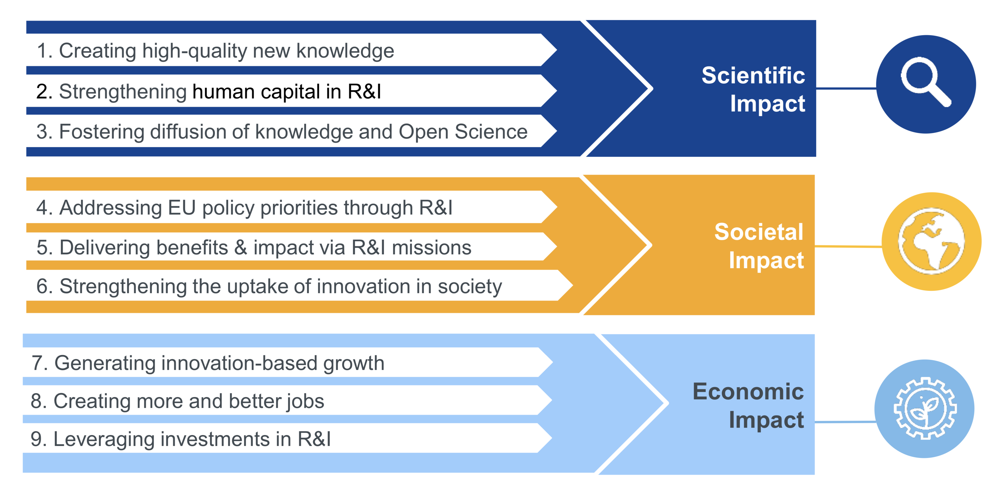 1. Creating high-quality new knowledge
2. Strengthening human capital in R&I
3. Fostering diffusion of knowledge and Open Science
Scientific
Impact
4. Addressing EU policy priorities through R&I
5. Delivering benefits & impact via R&I missions
6. Strengthening the uptake of innovation in society
Societal
Impact
7. Generating innovation-based growth
8. Creating more and better jobs
9. Leveraging investments in R&I
Economic
Impact